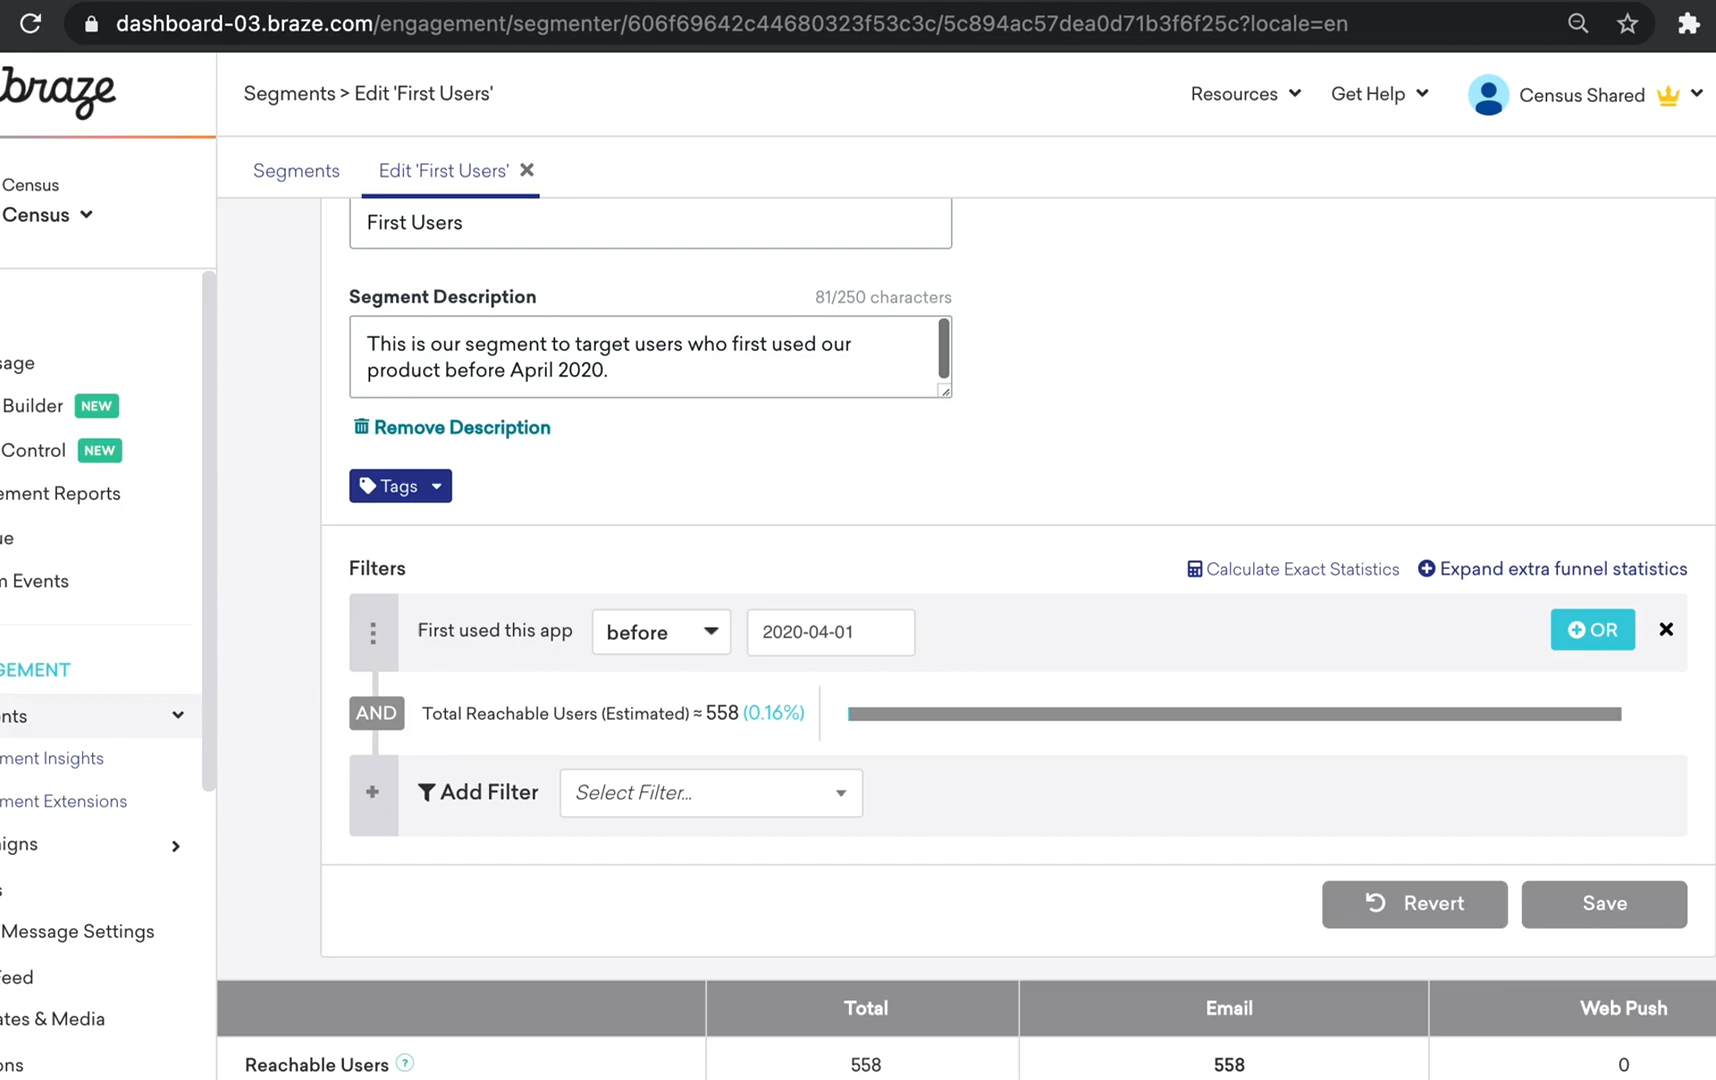 dashboard-03.braze.com/engagement/segmenter/606f69642c44680323f53c3c/5c894ac57dea0d71b3f6f25c?locale=en
braze
Segments > Edit 'First Users'
Resources
Get Help
Census Shared
Segments
Edit 'First Users'
Census
Census
First Users
Segment Description
81/250 characters
This is our segment to target users who first used our
product before April 2020.
Remove Description
Tags
sage
Builder NEW
Control NEW
ement Reports
ue
n Events
GEMENT
nts
ment Insights
ment Extensions
igns
s
Message Settings
Feed
ates & Media
ons
Filters
Calculate Exact Statistics
Expand extra funnel statistics
First used this app
before
2020-04-01
OR
AND
Total Reachable Users (Estimated) ≈ 558 (0.16%)
Add Filter
Select Filter...
Revert
Save
Total
Email
Web Push
Reachable Users ?
558
558
0